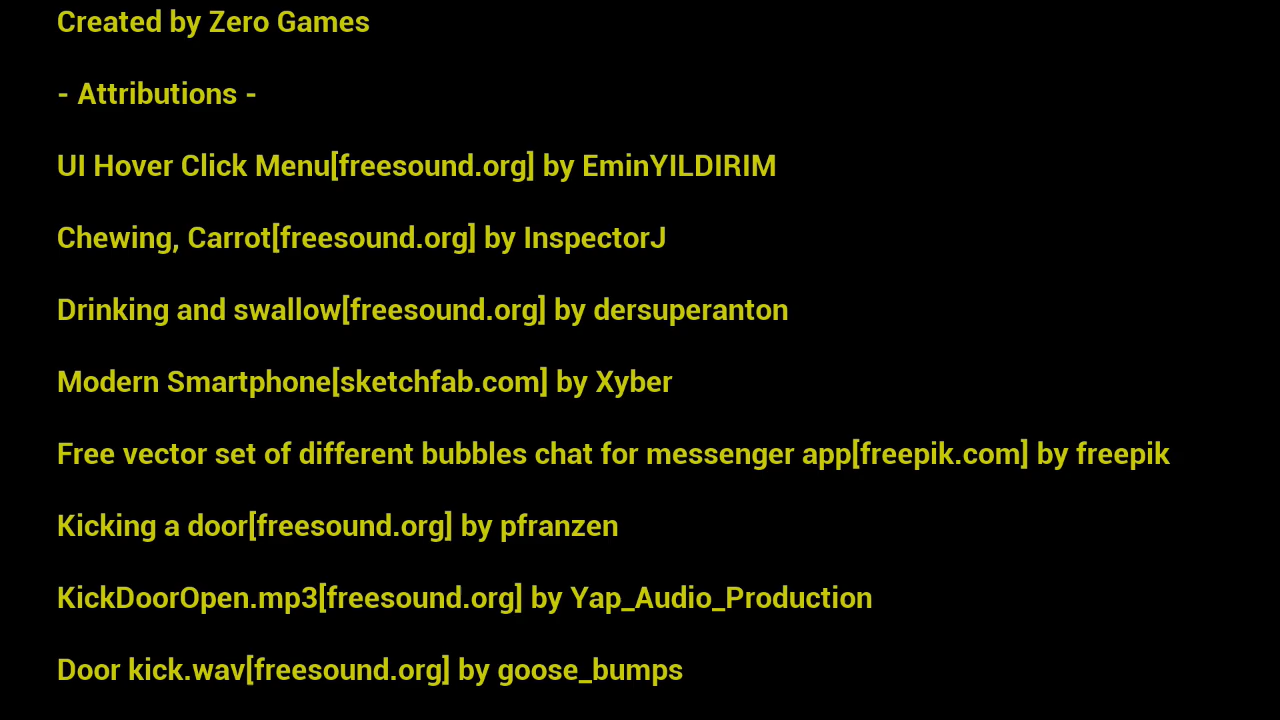 Created by Zero Games
- Attributions -
UI Hover Click Menu[freesound.org] by EminYILDIRIM
Chewing, Carrot[freesound.org] by InspectorJ
Drinking and swallow[freesound.org] by dersuperanton
Modern Smartphone[sketchfab.com] by Xyber
Free vector set of different bubbles chat for messenger app[freepik.com] by freepik
Kicking a door[freesound.org] by pfranzen
KickDoorOpen.mp3[freesound.org] by Yap_Audio_Production
Door kick.wav[freesound.org] by goose_bumps